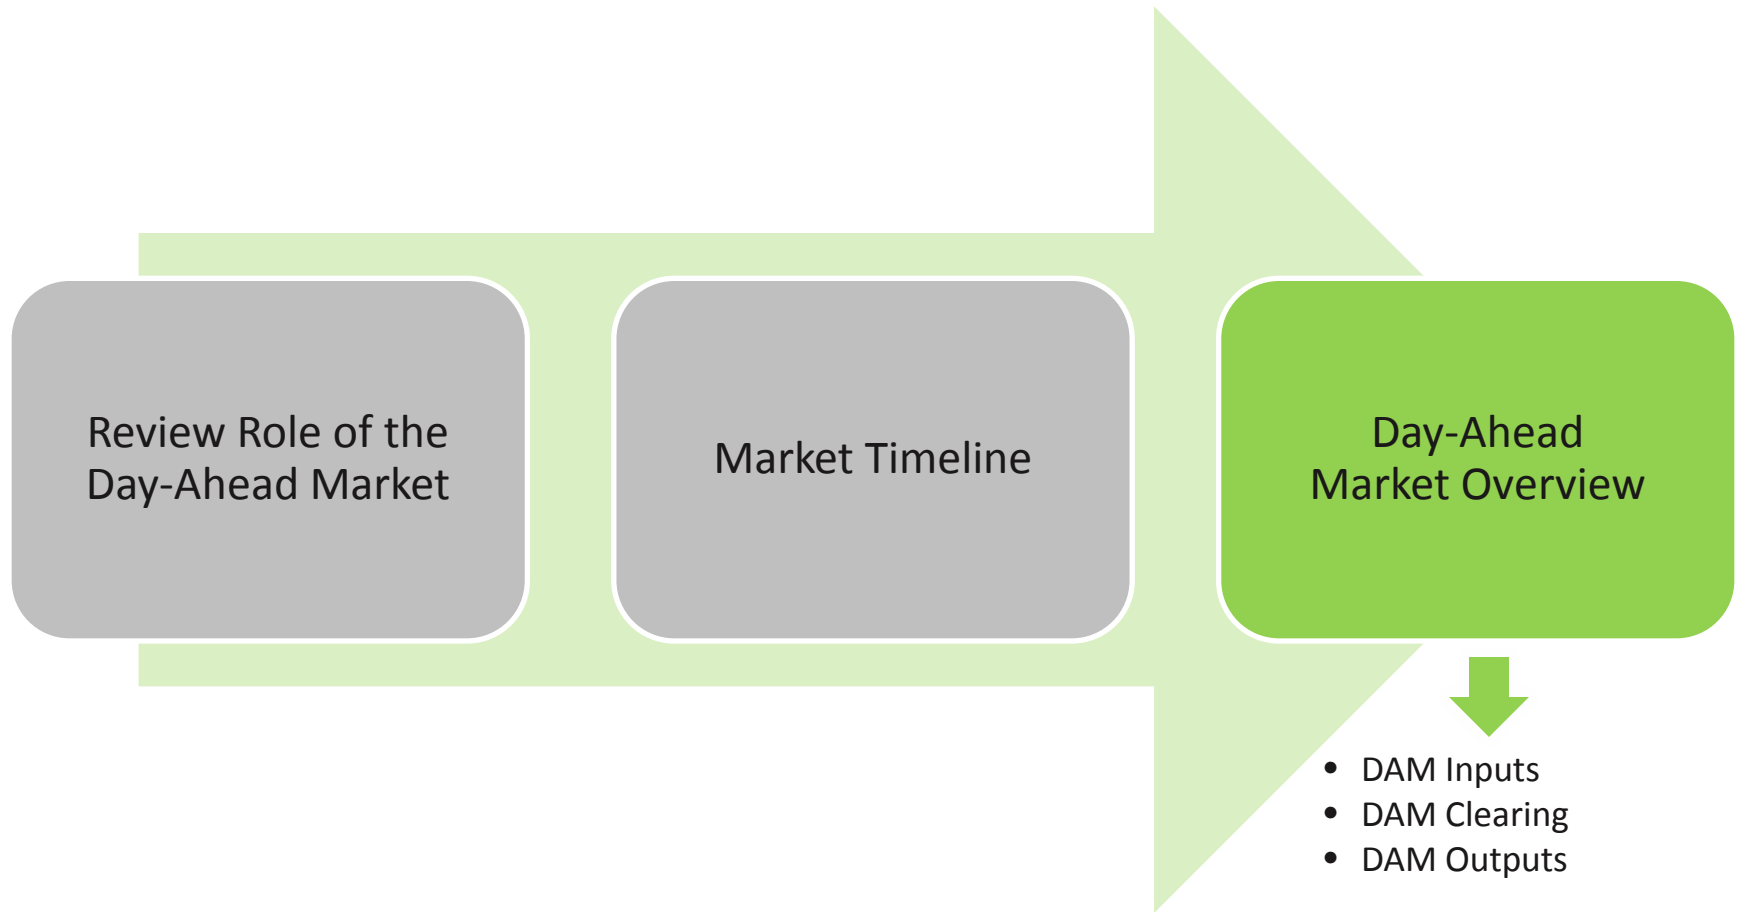 Review Role of the
Day-Ahead Market
Market Timeline
Day-Ahead
Market Overview
• DAM Inputs
• DAM Clearing
• DAM Outputs